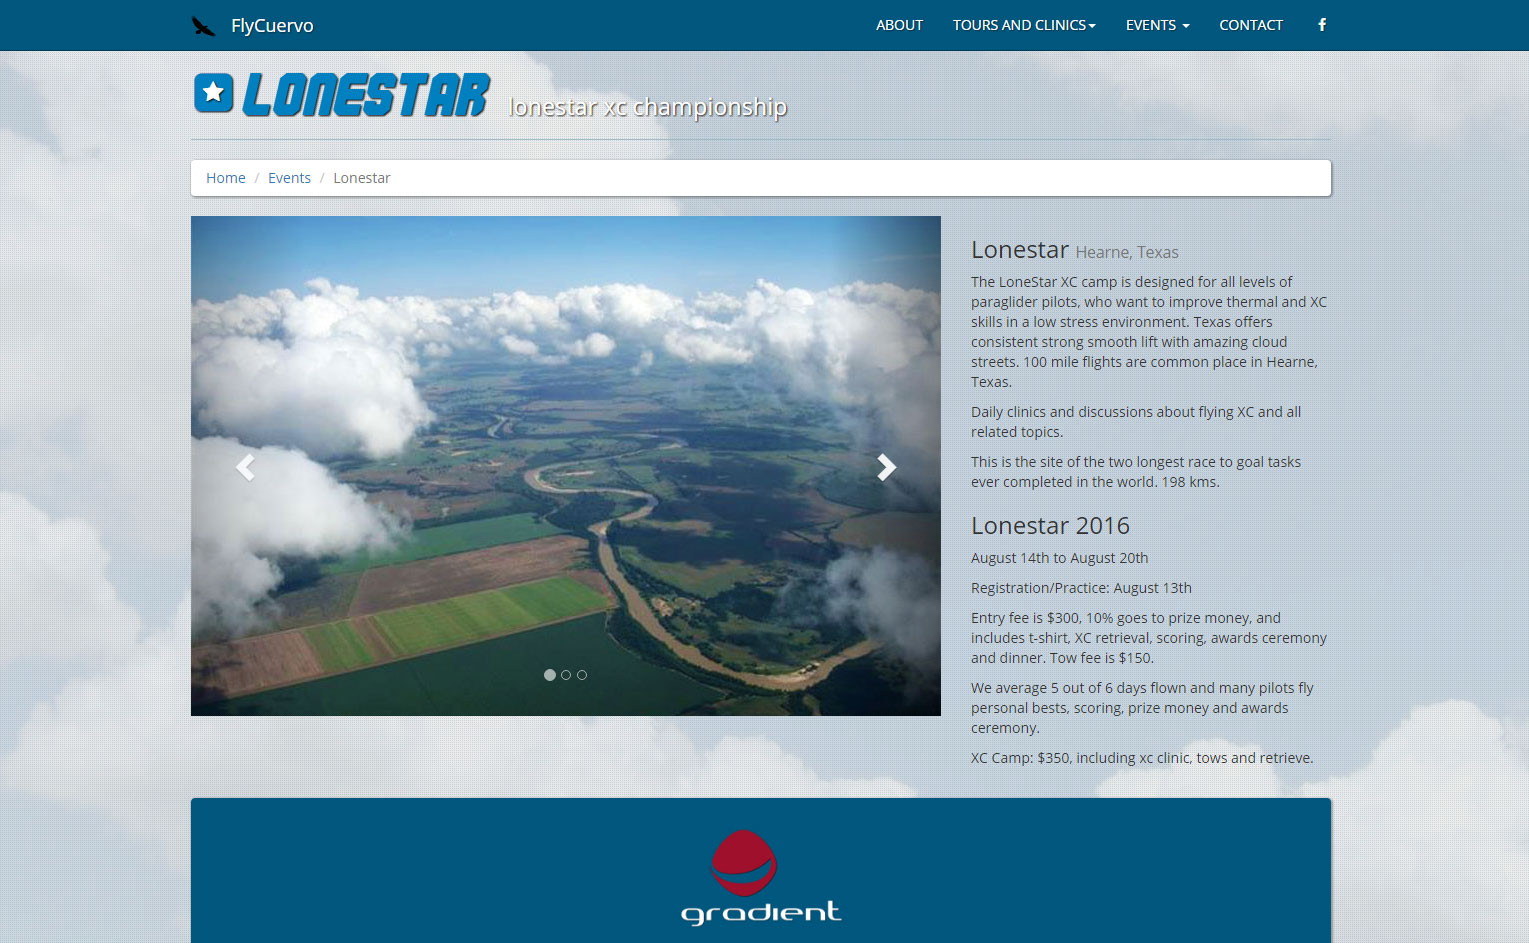 FlyCuervo
ABOUT
TOURS AND CLINICS
EVENTS
CONTACT
LONESTAR lonestar xc championship
Home / Events / Lonestar
Lonestar Hearne, Texas
The LoneStar XC camp is designed for all levels of
paraglider pilots, who want to improve thermal and XC
skills in a low stress environment. Texas offers
consistent strong smooth lift with amazing cloud
streets. 100 mile flights are common place in Hearne,
Texas.
Daily clinics and discussions about flying XC and all
related topics.
This is the site of the two longest race to goal tasks
ever completed in the world. 198 kms.
Lonestar 2016
August 14th to August 20th
Registration/Practice: August 13th
Entry fee is $300, 10% goes to prize money, and
includes t-shirt, XC retrieval, scoring, awards ceremony
and dinner. Tow fee is $150.
We average 5 out of 6 days flown and many pilots fly
personal bests, scoring, prize money and awards
ceremony.
XC Camp: $350, including xc clinic, tows and retrieve.
gradient